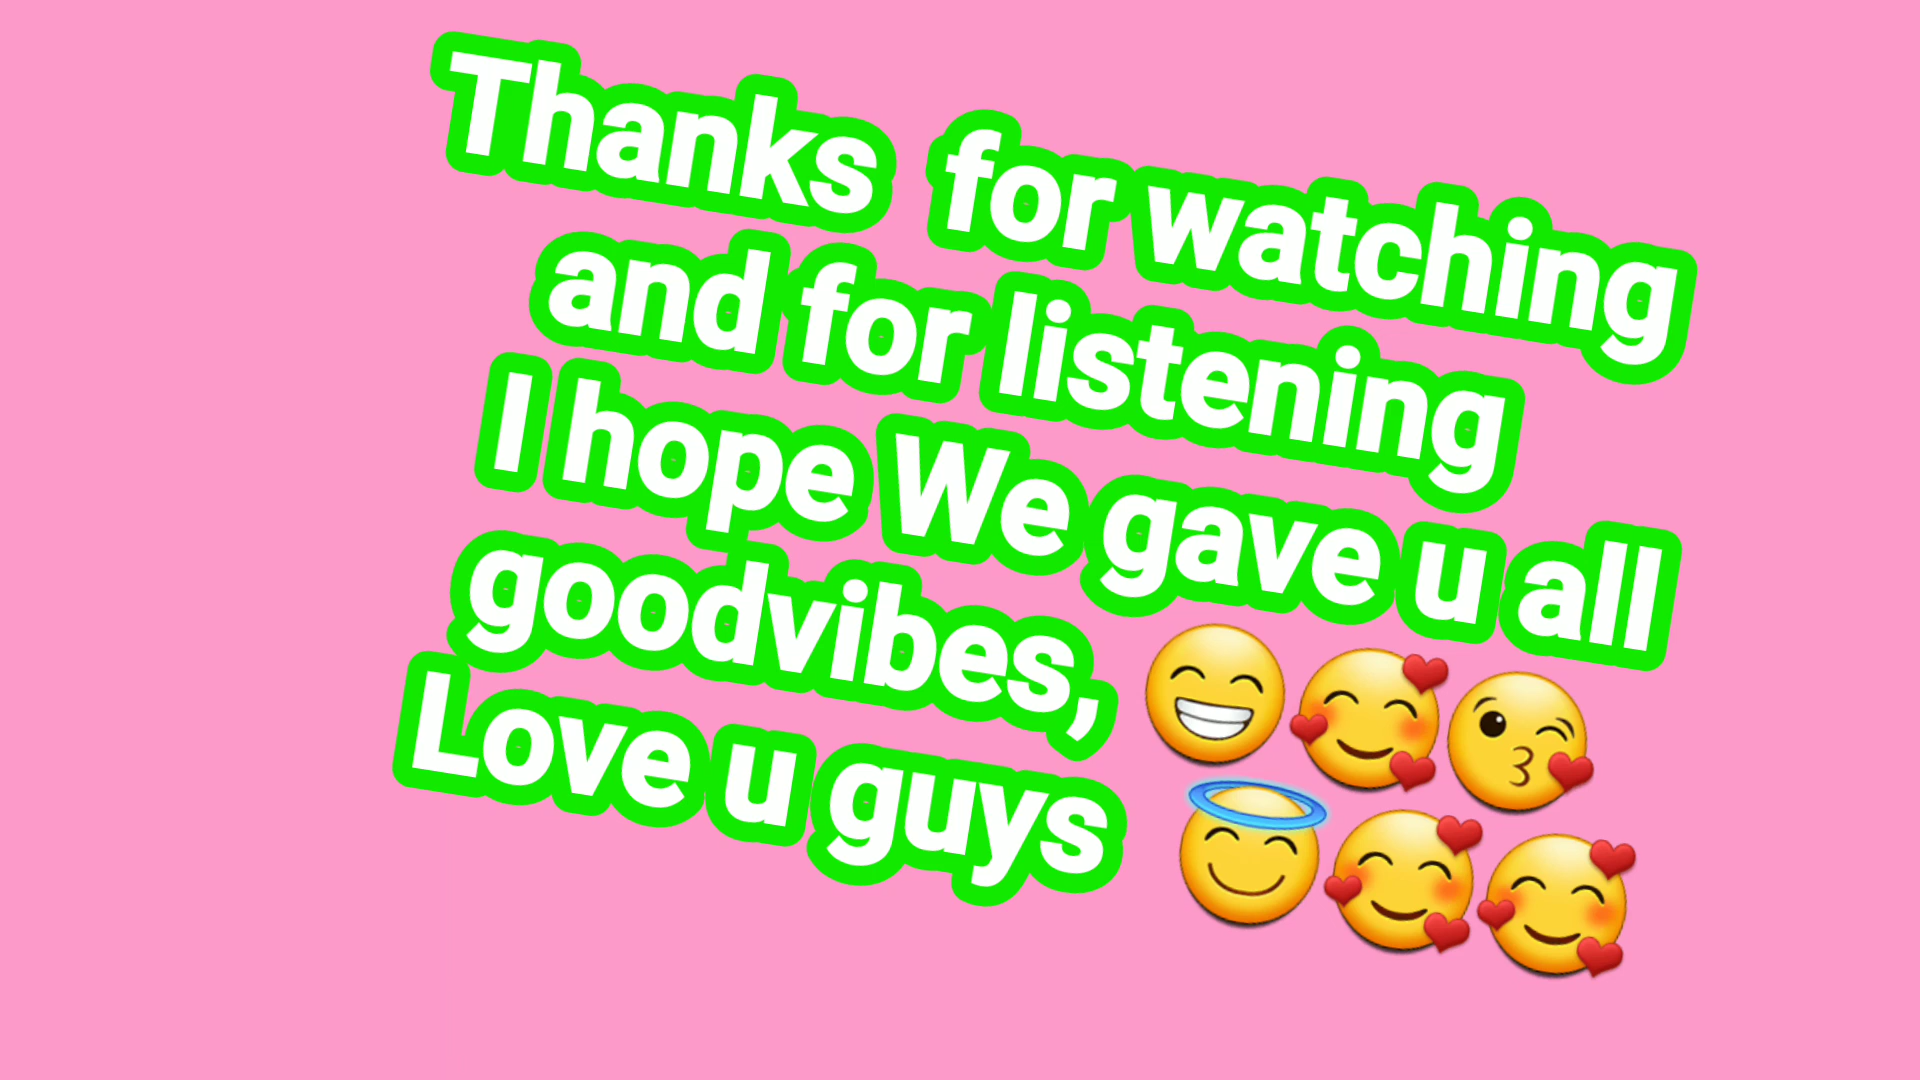 Thanks  for watching
and for listening
I hope We gave u all
goodvibes, 😁🥰😘
Love u guys 😇🥰🥰